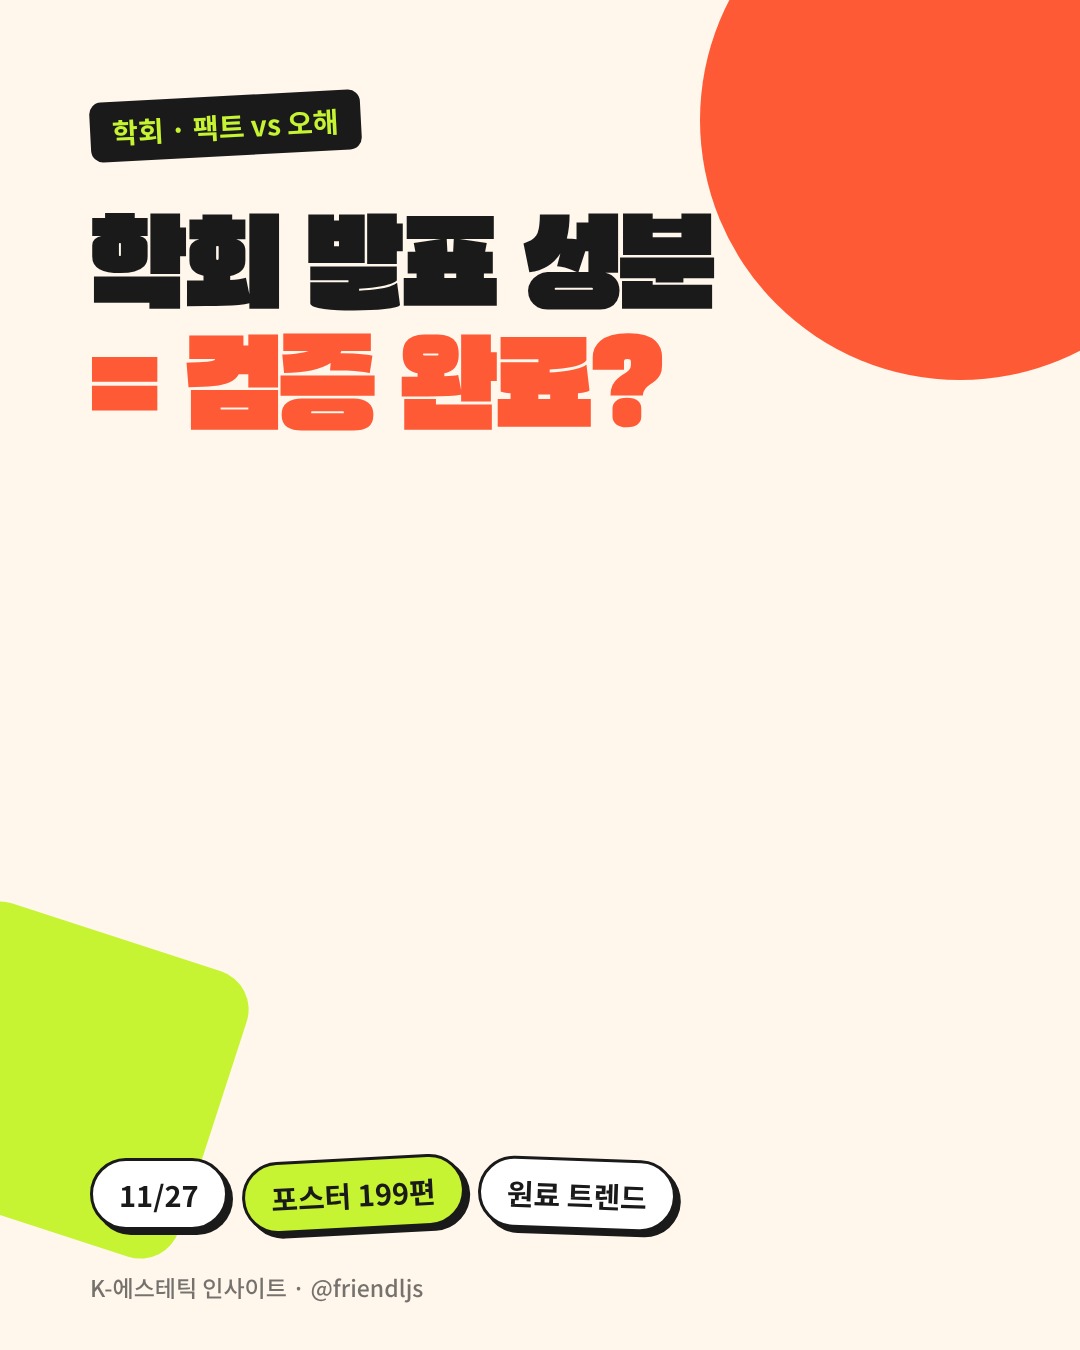 학회 · 팩트 vs 오해
학회 발표 성분
= 검증 완료?
11/27 포스터 199편 원료 트렌드
K-에스테틱 인사이트 · @friendljs